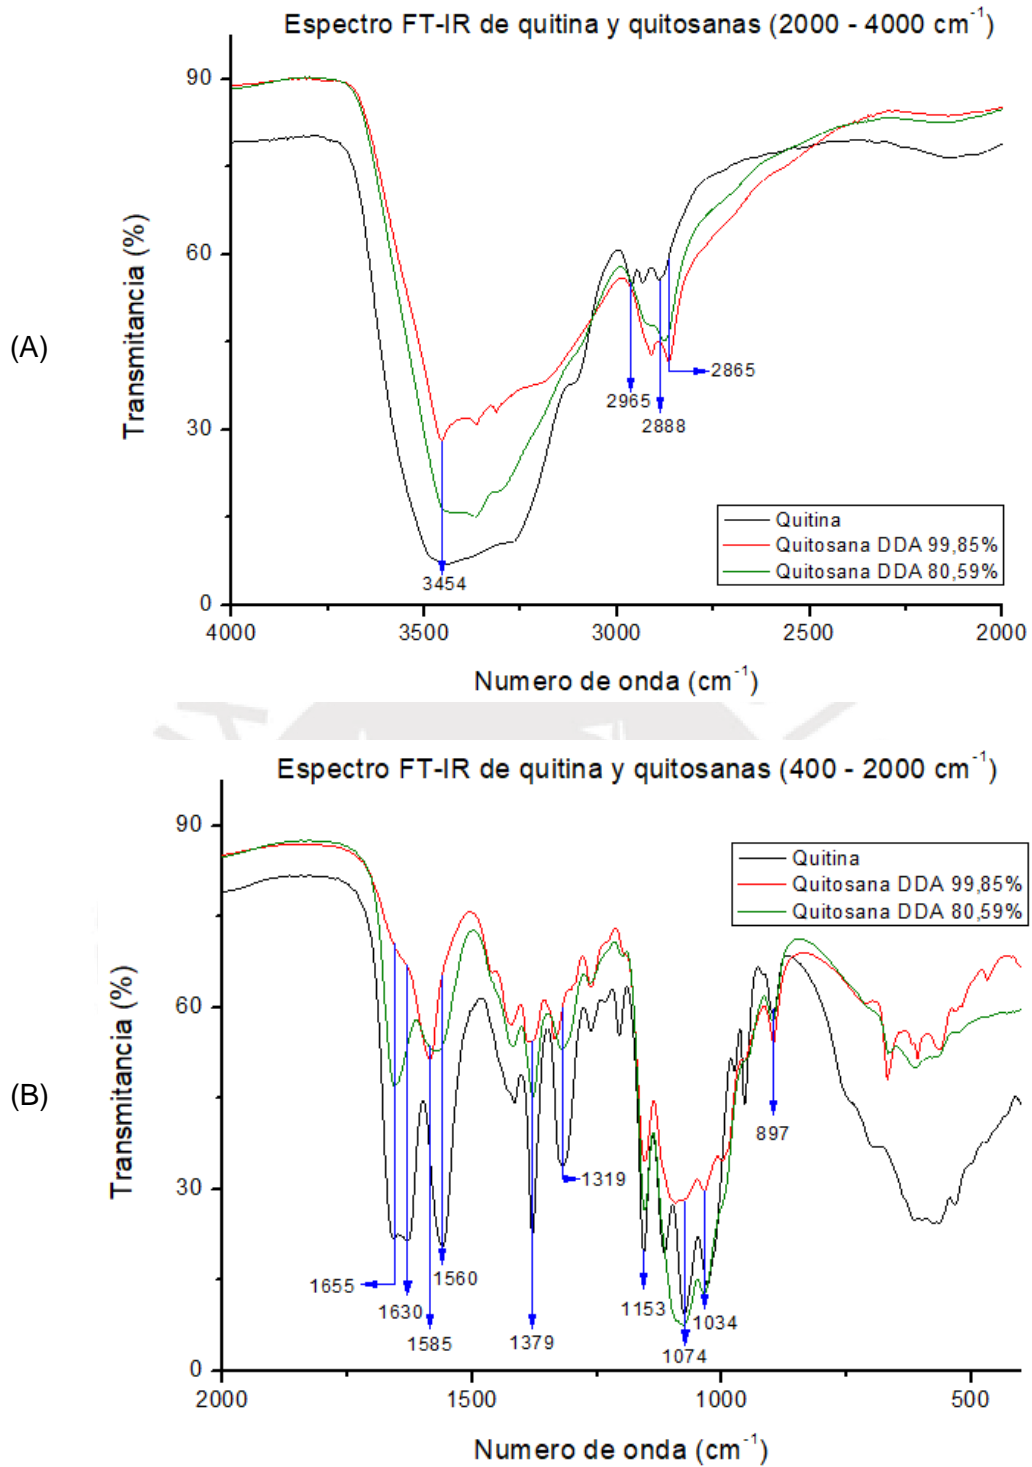 Espectro FT-IR de quitina y quitosanas (2000 - 4000 cm⁻¹)
90
60
30
0
Transmitancia (%)
(A)
2965
2888
2865
3454
Quitina
Quitosana DDA 99,85%
Quitosana DDA 80,59%
4000
3500
3000
2500
2000
Numero de onda (cm⁻¹)
Espectro FT-IR de quitina y quitosanas (400 - 2000 cm⁻¹)
90
60
30
0
Transmitancia (%)
(B)
Quitina
Quitosana DDA 99,85%
Quitosana DDA 80,59%
1655
1630
1585
1560
1379
1319
1153
1074
1034
897
2000
1500
1000
500
Numero de onda (cm⁻¹)